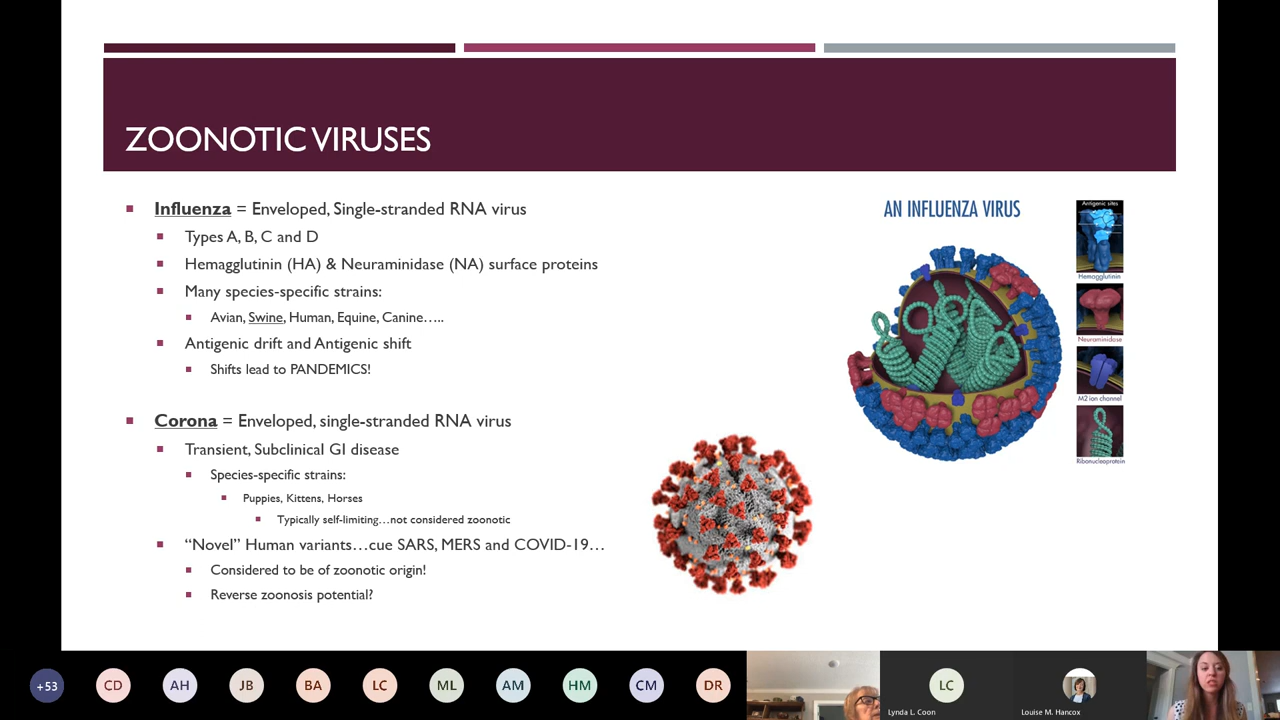 ZOONOTIC VIRUSES
Influenza = Enveloped, Single-stranded RNA virus
Types A, B, C and D
Hemagglutinin (HA) & Neuraminidase (NA) surface proteins
Many species-specific strains:
Avian, Swine, Human, Equine, Canine…..
Antigenic drift and Antigenic shift
Shifts lead to PANDEMICS!
Corona = Enveloped, single-stranded RNA virus
Transient, Subclinical GI disease
Species-specific strains:
Puppies, Kittens, Horses
Typically self-limiting…not considered zoonotic
“Novel” Human variants…cue SARS, MERS and COVID-19…
Considered to be of zoonotic origin!
Reverse zoonosis potential?
AN INFLUENZA VIRUS
Antigenic sites
Hemagglutinin
Neuraminidase
M2 ion channel
Ribonucleoprotein
+53
CD
AH
JB
BA
LC
ML
AM
HM
CM
DR
LC
Lynda L. Coon
Louise M. Hancox